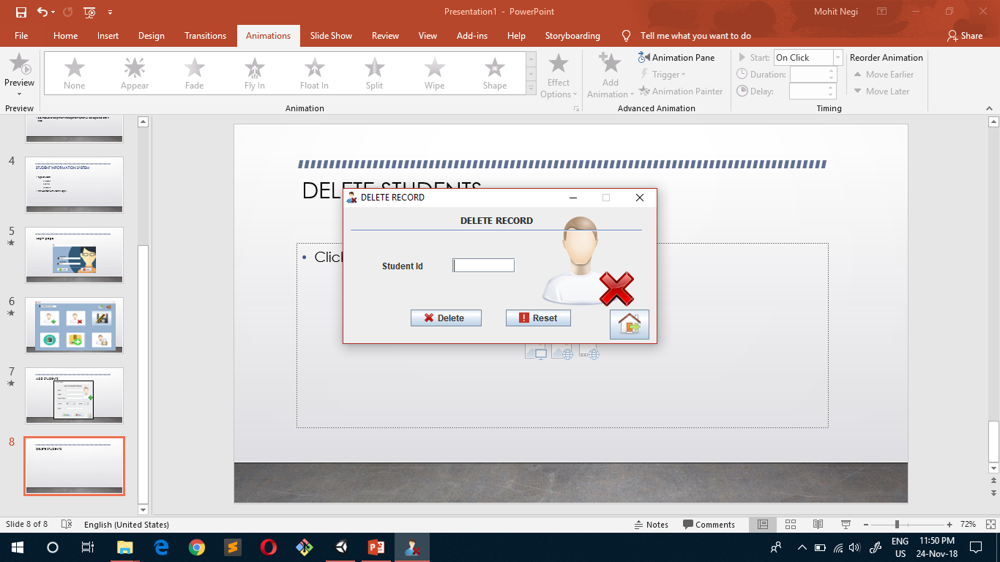 Presentation1 - PowerPoint
Mohit Negi
File Home Insert Design Transitions Animations Slide Show Review View Add-ins Help Storyboarding Tell me what you want to do Share
Preview
None Appear Fade Fly In Float In Split Wipe Shape
Effect Options
Add Animation
Animation Pane
Trigger
Animation Painter
Start: On Click
Duration:
Delay:
Reorder Animation
Move Earlier
Move Later
Preview Animation Advanced Animation Timing
4
STUDENT INFORMATION SYSTEM
5
Login page
6
7
ADD STUDENTS
8
DELETE STUDENTS
DELETE STUDENTS
• Click
DELETE RECORD
DELETE RECORD
Student Id
Delete Reset
Slide 8 of 8 English (United States) Notes Comments 72%
ENG 11:50 PM
US 24-Nov-18